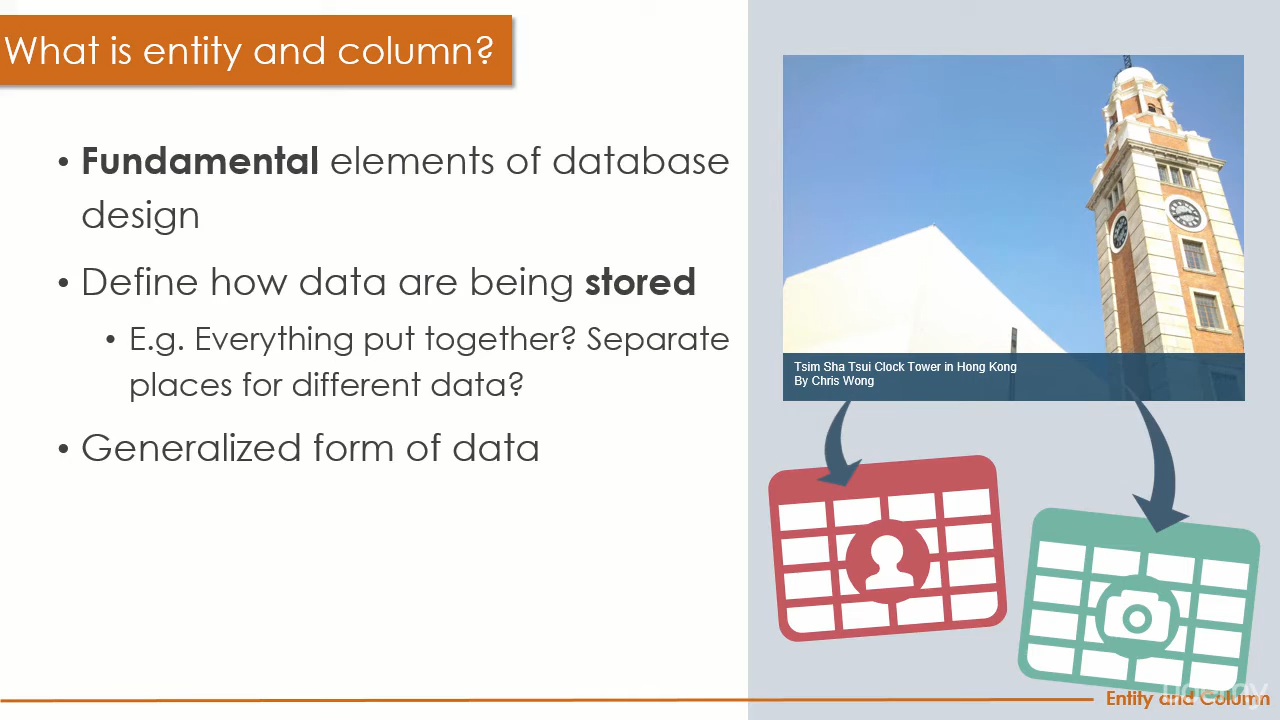 What is entity and column?
• Fundamental elements of database
design
• Define how data are being stored
• E.g. Everything put together? Separate
places for different data?
• Generalized form of data
Tsim Sha Tsui Clock Tower in Hong Kong
By Chris Wong
Entity and Column
udemy